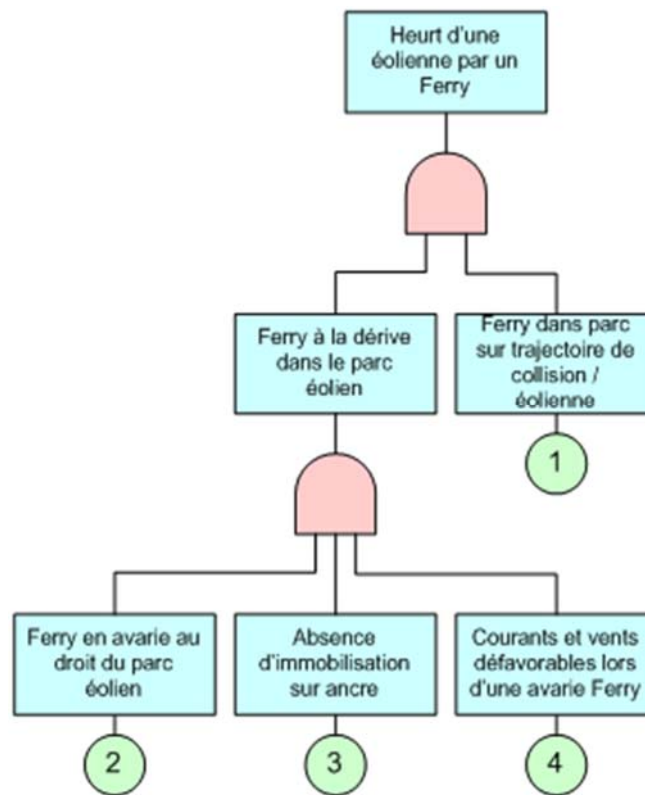 Heurt d'une
éolienne par un
Ferry
Ferry à la dérive
dans le parc
éolien
Ferry dans parc
sur trajectoire de
collision /
éolienne
1
Ferry en avarie au
droit du parc
éolien
Absence
d'immobilisation
sur ancre
Courants et vents
défavorables lors
d'une avarie Ferry
2
3
4